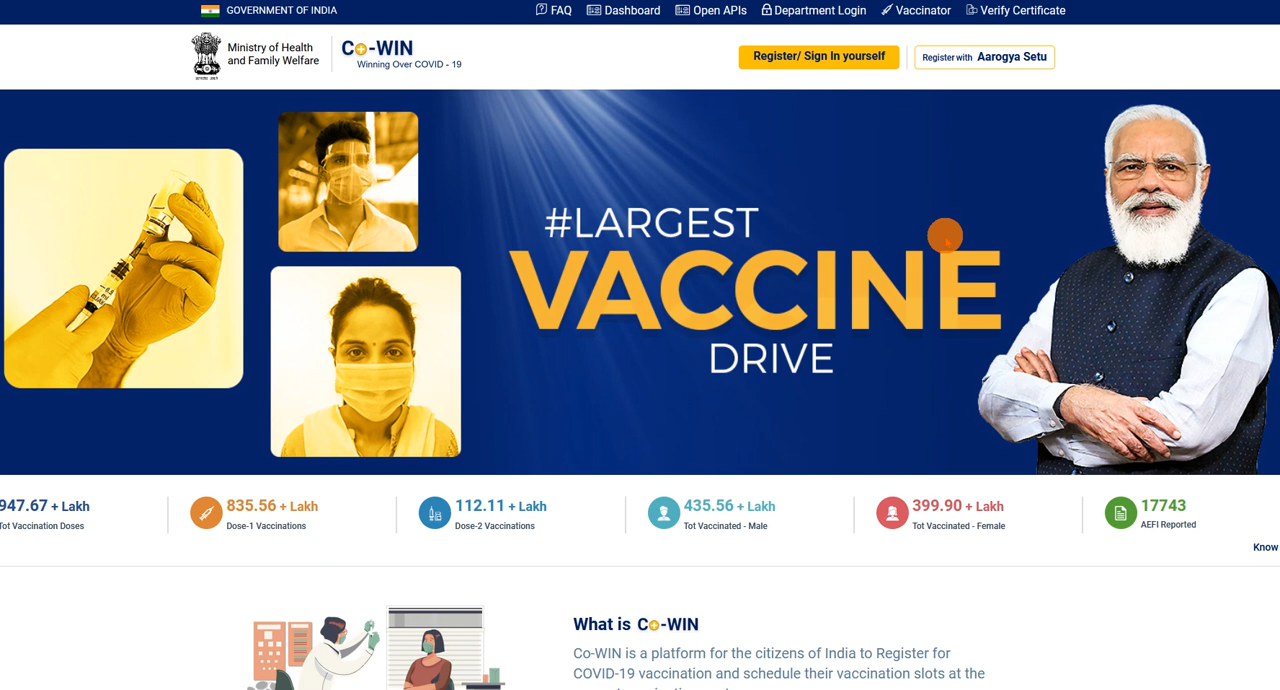 GOVERNMENT OF INDIA
FAQ Dashboard Open APIs Department Login Vaccinator Verify Certificate
Ministry of Health
and Family Welfare
Co-WIN
Winning Over COVID - 19
Register/ Sign In yourself
Register with Aarogya Setu
#LARGEST
VACCINE
DRIVE
947.67 + Lakh
Tot Vaccination Doses
835.56 + Lakh
Dose-1 Vaccinations
112.11 + Lakh
Dose-2 Vaccinations
435.56 + Lakh
Tot Vaccinated - Male
399.90 + Lakh
Tot Vaccinated - Female
17743
AEFI Reported
Know
What is Co-WIN
Co-WIN is a platform for the citizens of India to Register for
COVID-19 vaccination and schedule their vaccination slots at the